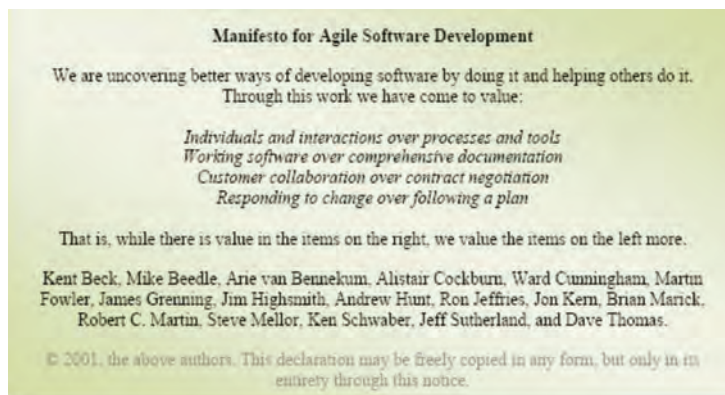 Manifesto for Agile Software Development
We are uncovering better ways of developing software by doing it and helping others do it.
Through this work we have come to value:
Individuals and interactions over processes and tools
Working software over comprehensive documentation
Customer collaboration over contract negotiation
Responding to change over following a plan
That is, while there is value in the items on the right, we value the items on the left more.
Kent Beck, Mike Beedle, Arie van Bennekum, Alistair Cockburn, Ward Cunningham, Martin
Fowler, James Grenning, Jim Highsmith, Andrew Hunt, Ron Jeffries, Jon Kern, Brian Marick,
Robert C. Martin, Steve Mellor, Ken Schwaber, Jeff Sutherland, and Dave Thomas.
© 2001, the above authors. This declaration may be freely copied in any form, but only in its
entirety through this notice.